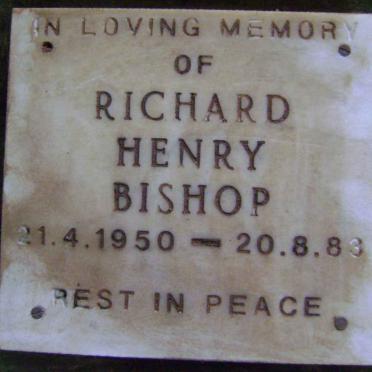 IN LOVING MEMORY
OF
RICHARD
HENRY
BISHOP
21.4.1950 — 20.8.83
REST IN PEACE